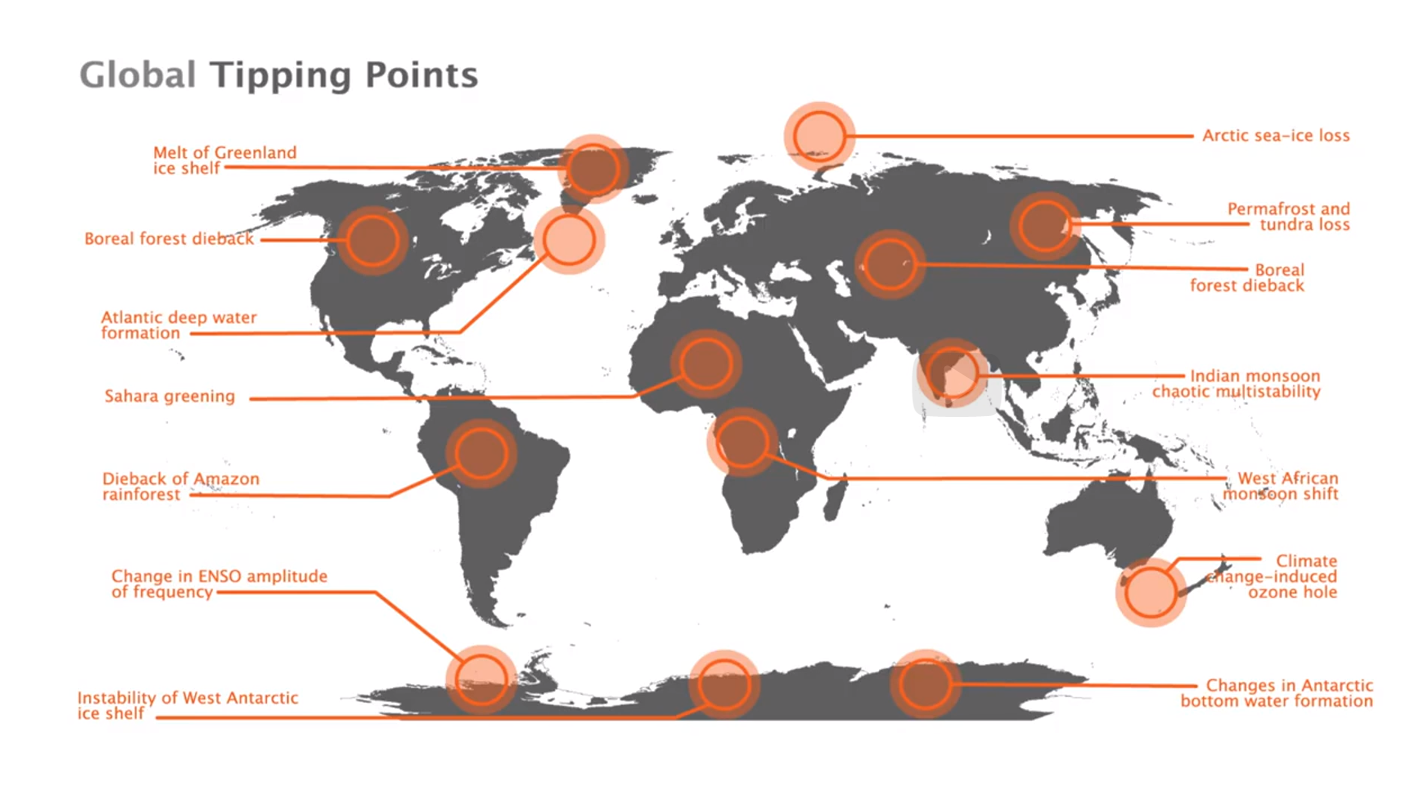 Global Tipping Points
Melt of Greenland
ice shelf
Arctic sea-ice loss
Boreal forest dieback
Permafrost and
tundra loss
Boreal
forest dieback
Atlantic deep water
formation
Sahara greening
Indian monsoon
chaotic multistability
Dieback of Amazon
rainforest
West African
monsoon shift
Change in ENSO amplitude
of frequency
Climate
change-induced
ozone hole
Instability of West Antarctic
ice shelf
Changes in Antarctic
bottom water formation